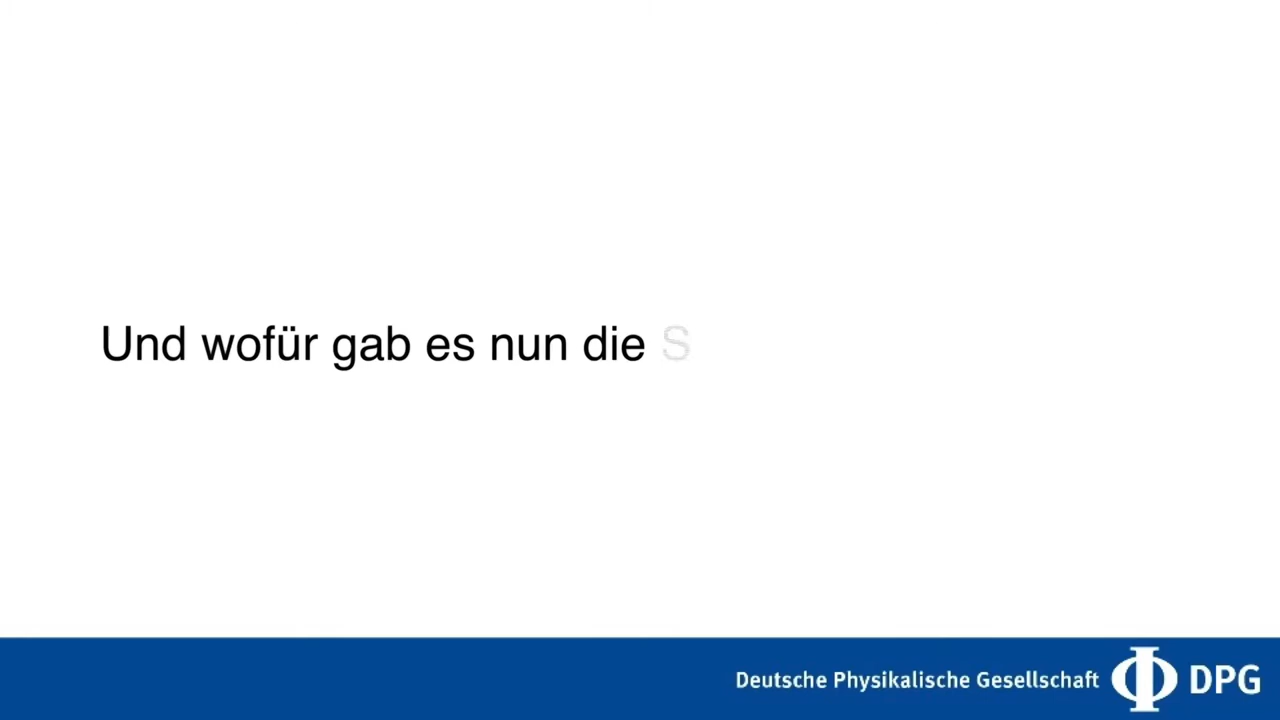 Und wofür gab es nun die S
Deutsche Physikalische Gesellschaft DPG